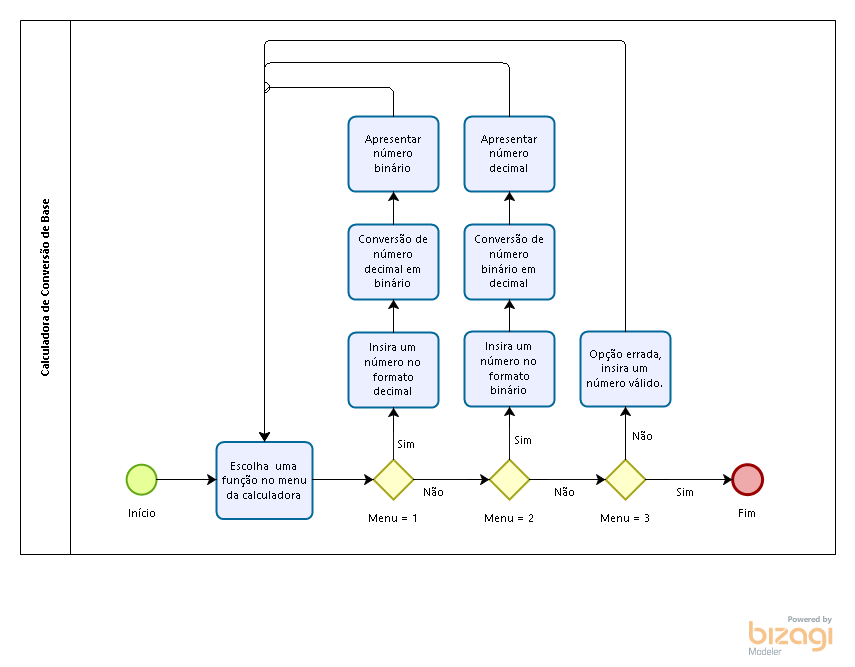 Calculadora de Conversão de Base
Apresentar
número
binário
Apresentar
número
decimal
Conversão de
número
decimal em
binário
Conversão de
número
binário em
decimal
Insira um
número no
formato
decimal
Insira um
número no
formato
binário
Opção errada,
insira um
número válido.
Sim
Sim
Não
Escolha uma
função no menu
da calculadora
Não
Não
Sim
Início
Menu = 1
Menu = 2
Menu = 3
Fim
Powered by
bizagi
Modeler